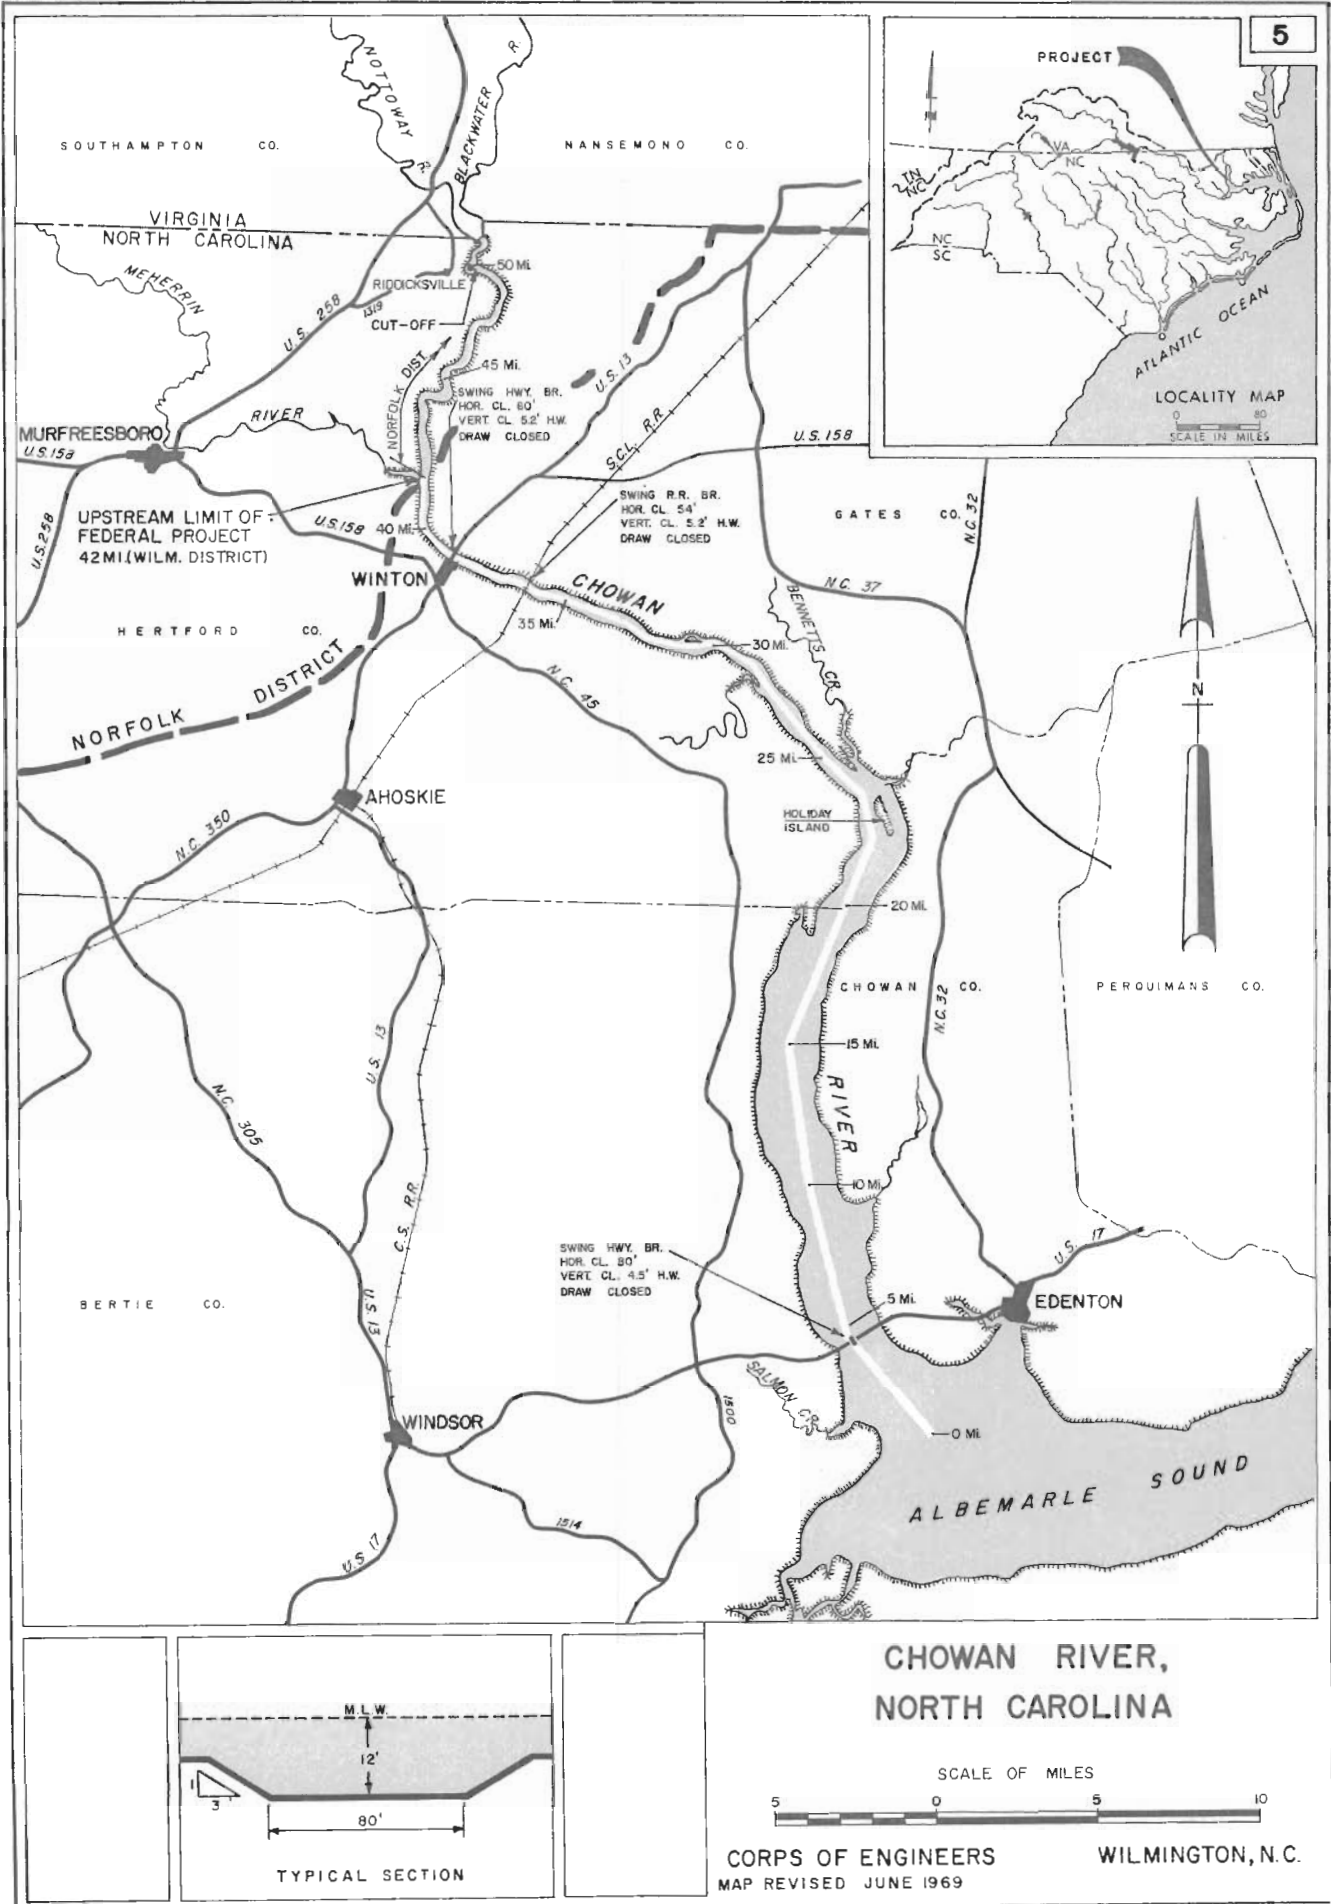 5
PROJECT
VA
NC
TN
NC
NC
SC
ATLANTIC OCEAN
LOCALITY MAP
0 80
SCALE IN MILES
NOTTOWAY R.
BLACKWATER R.
SOUTHAMPTON CO.
NANSEMOND CO.
VIRGINIA
NORTH CAROLINA
MEHERRIN
RIVER
50 Mi.
RIDDICKSVILLE
1319
U.S. 258
CUT-OFF
NORFOLK DIST.
45 Mi.
SWING HWY. BR.
HOR. CL. 60'
VERT. CL. 5.2' H.W.
DRAW CLOSED
U.S. 13
S.C.L. R.R.
U.S. 158
MURFREESBORO
U.S. 158
U.S. 258
UPSTREAM LIMIT OF
FEDERAL PROJECT
42 MI.(WILM. DISTRICT)
U.S. 158
40 Mi.
SWING R.R. BR.
HOR. CL. 54'
VERT. CL. 5.2' H.W.
DRAW CLOSED
GATES CO.
N.C. 32
WINTON
CHOWAN
35 Mi.
30 Mi.
BENNETTS CR.
N.C. 37
HERTFORD CO.
NORFOLK DISTRICT
N.C. 45
N
25 Mi.
AHOSKIE
HOLIDAY
ISLAND
N.C. 350
20 Mi.
CHOWAN CO.
PERQUIMANS CO.
N.C. 32
15 Mi.
RIVER
U.S. 13
N.C. 305
C.S. R.R.
10 Mi.
SWING HWY. BR.
HOR. CL. 80'
VERT. CL. 4.5' H.W.
DRAW CLOSED
U.S. 17
BERTIE CO.
U.S. 13
5 Mi.
EDENTON
SALMON CR.
WINDSOR
1500
0 Mi.
ALBEMARLE SOUND
1514
U.S 17
M.L.W.
12'
1
3
80'
TYPICAL SECTION
CHOWAN RIVER,
NORTH CAROLINA
SCALE OF MILES
5 0 5 10
CORPS OF ENGINEERS WILMINGTON, N.C.
MAP REVISED JUNE 1969